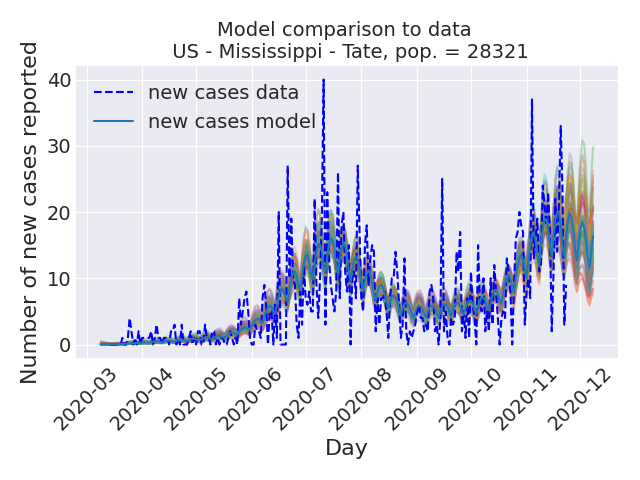 Model comparison to data
US - Mississippi - Tate, pop. = 28321
Number of new cases reported
40
30
20
10
0
new cases data
new cases model
2020-03
2020-04
2020-05
2020-06
2020-07
2020-08
2020-09
2020-10
2020-11
2020-12
Day